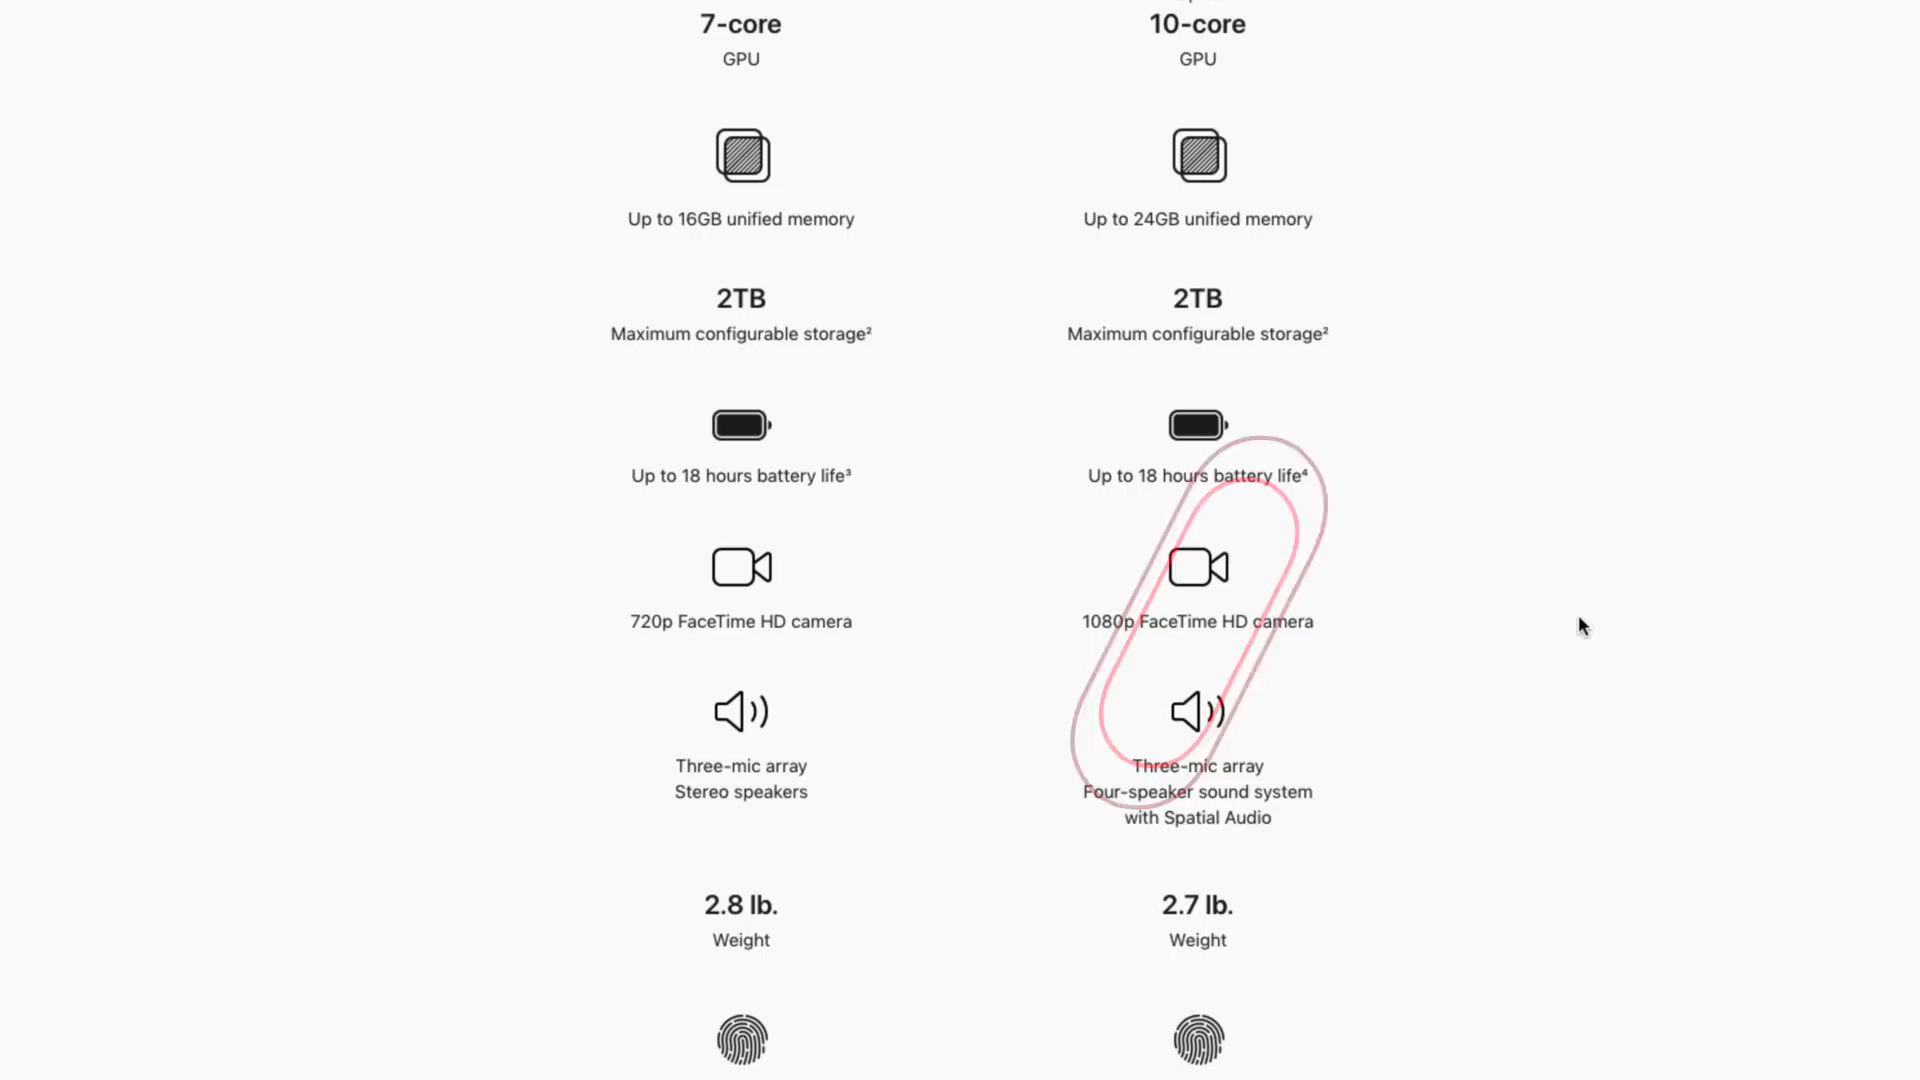 7-core
GPU
10-core
GPU
Up to 16GB unified memory
Up to 24GB unified memory
2TB
Maximum configurable storage²
2TB
Maximum configurable storage²
Up to 18 hours battery life³
Up to 18 hours battery life⁴
720p FaceTime HD camera
1080p FaceTime HD camera
Three-mic array
Stereo speakers
Three-mic array
Four-speaker sound system
with Spatial Audio
2.8 lb.
Weight
2.7 lb.
Weight